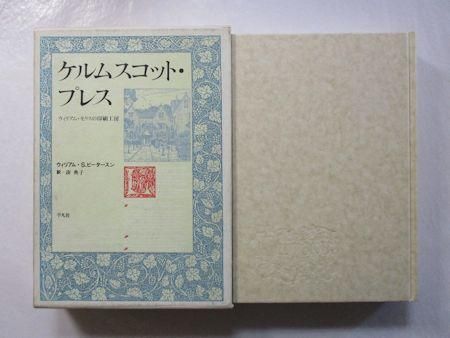 ケルムスコット・
プレス
ウィリアム・モリスの印刷工房
ウィリアム・S.ピータースン
訳・湊 典子
平凡社